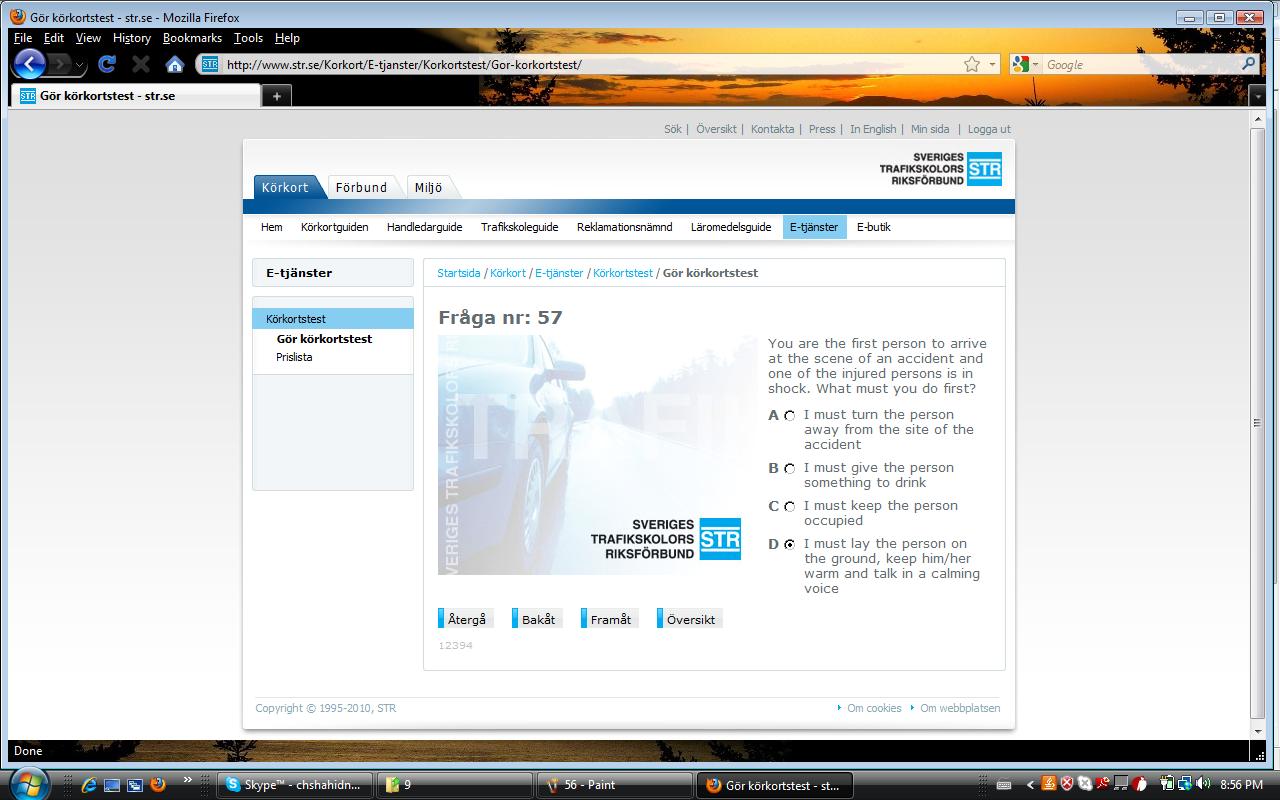 Gör körkortstest - str.se - Mozilla Firefox
File Edit View History Bookmarks Tools Help
STR http://www.str.se/Korkort/E-tjanster/Korkortstest/Gor-korkortstest/ Google
STR Gör körkortstest - str.se
Sök | Översikt | Kontakta | Press | In English | Min sida | Logga ut
SVERIGES
TRAFIKSKOLORS
RIKSFÖRBUND
STR
Körkort Förbund Miljö
Hem Körkortguiden Handledarguide Trafikskoleguide Reklamationsnämnd Läromedelsguide E-tjänster E-butik
E-tjänster
Körkortstest
Gör körkortstest
Prislista
Startsida / Körkort / E-tjänster / Körkortstest / Gör körkortstest
Fråga nr: 57
VERIGES TRAFIKSKOLORS RI
TRAFI
SVERIGES
TRAFIKSKOLORS
RIKSFÖRBUND
STR
You are the first person to arrive
at the scene of an accident and
one of the injured persons is in
shock. What must you do first?
A I must turn the person
away from the site of the
accident
B I must give the person
something to drink
C I must keep the person
occupied
D I must lay the person on
the ground, keep him/her
warm and talk in a calming
voice
Återgå Bakåt Framåt Översikt
12394
Copyright © 1995-2010, STR
Om cookies Om webbplatsen
Done
Skype™ - chshahidn... 9 56 - Paint Gör körkortstest - st... 8:56 PM